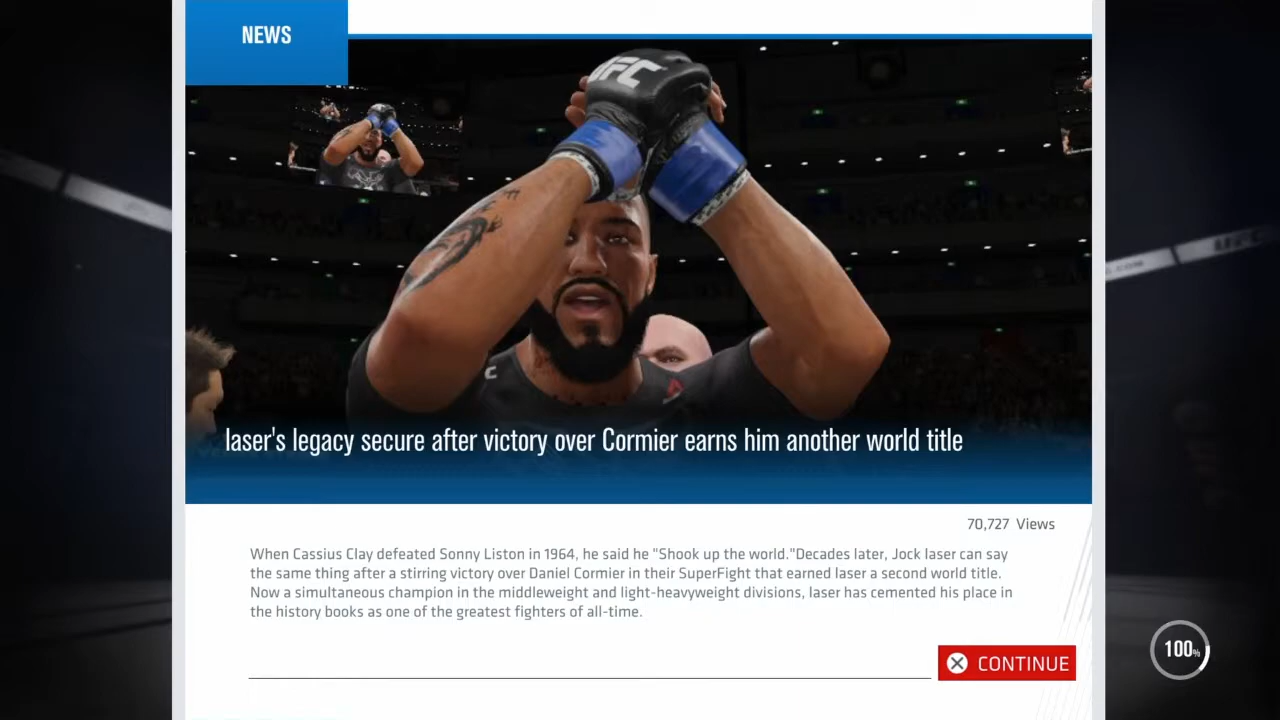 NEWS
UFC
laser's legacy secure after victory over Cormier earns him another world title
70,727 Views
When Cassius Clay defeated Sonny Liston in 1964, he said he "Shook up the world."Decades later, Jock laser can say
the same thing after a stirring victory over Daniel Cormier in their SuperFight that earned laser a second world title.
Now a simultaneous champion in the middleweight and light-heavyweight divisions, laser has cemented his place in
the history books as one of the greatest fighters of all-time.
100%
CONTINUE